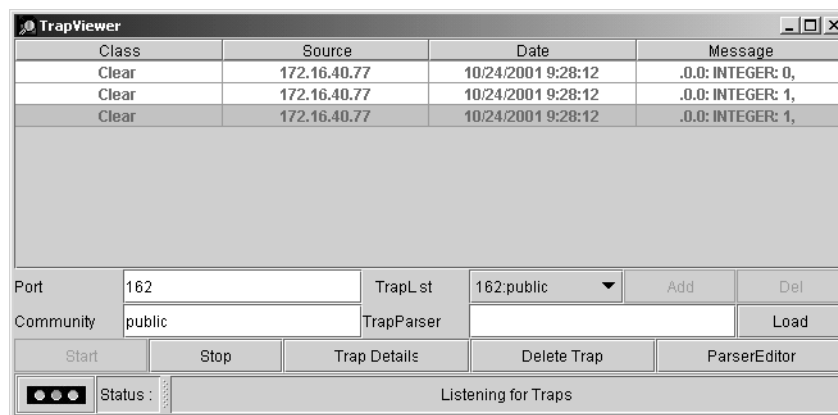 TrapViewer
Class Source Date Message
Clear 172.16.40.77 10/24/2001 9:28:12 .0.0: INTEGER: 0,
Clear 172.16.40.77 10/24/2001 9:28:12 .0.0: INTEGER: 1,
Clear 172.16.40.77 10/24/2001 9:28:12 .0.0: INTEGER: 1,
Port 162 TrapList 162:public Add Del
Community public TrapParser Load
Start Stop Trap Details Delete Trap ParserEditor
Status : Listening for Traps